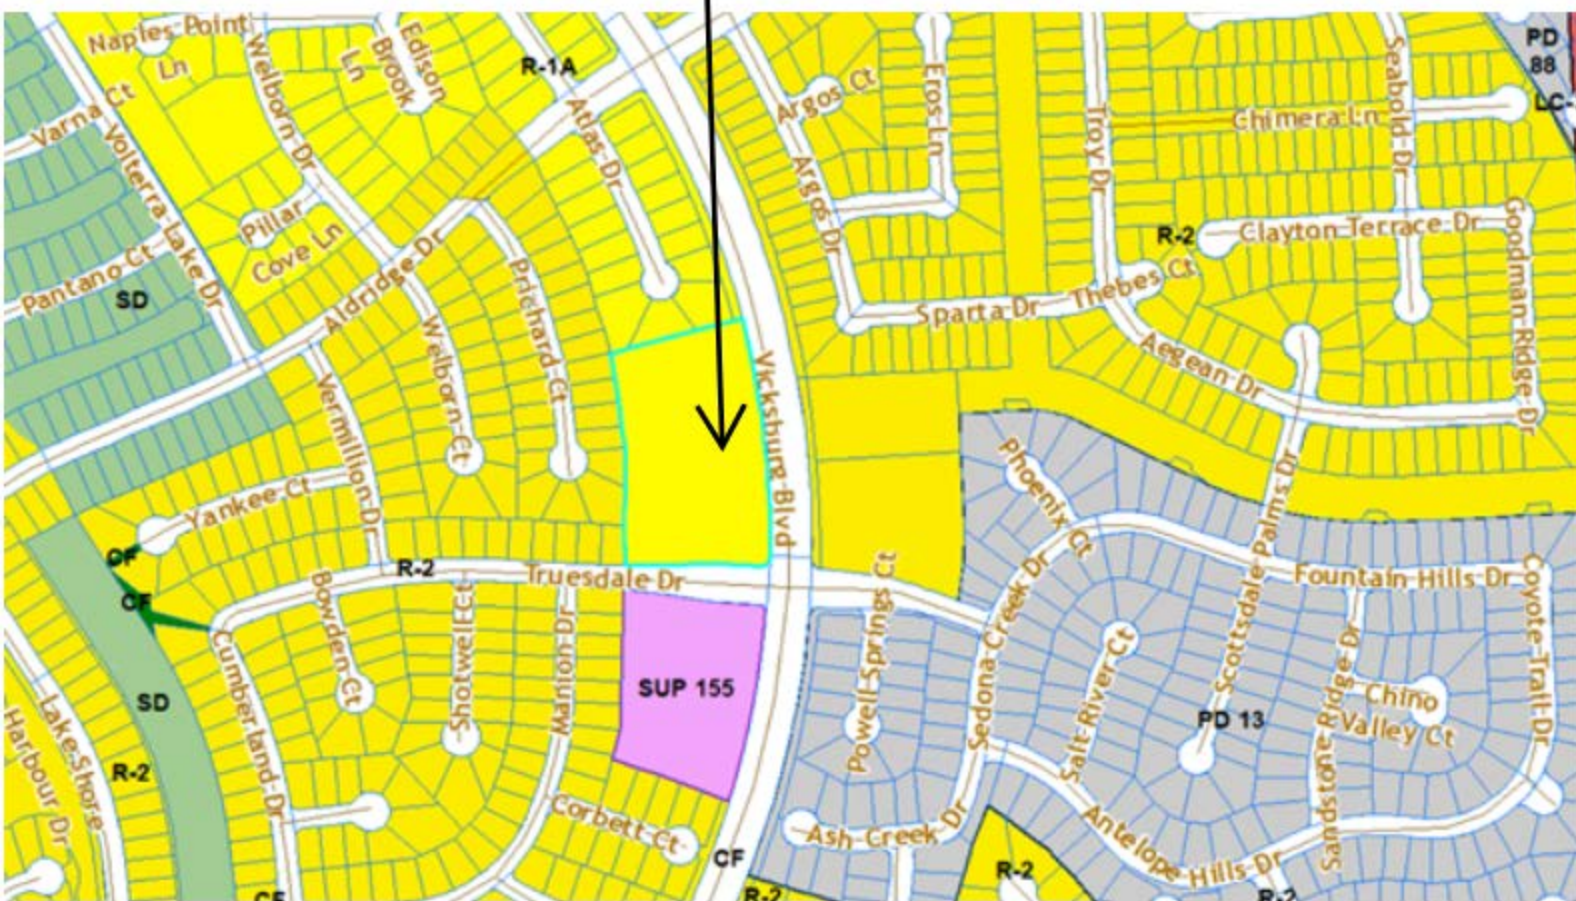 Naples Point
Ln
Welborn Dr
Ln
Brook
Edison
R-1A
Varna Ct
Volterra Lake Dr
Atlas Dr
Argos Ct
Eros Ln
Argos Dr
Troy Dr
Chimera Ln
Seabold Dr
PD
88
LC-
Pillar
Cove Ln
Pantano Ct
SD
Aldridge Dr
Prichard Ct
Welborn Ct
Vermillion Dr
R-2
Clayton Terrace Dr
Goodman Ridge Dr
Sparta Dr
Thebes Ct
Aegean Dr
Vicksburg Blvd
Yankee Ct
Phoenix Ct
Scottsdale Palms Dr
CF
CF
R-2
Truesdale Dr
Bowden Ct
Shotwell Ct
Manion Dr
Cumberland Dr
SUP 155
Powell Springs Ct
Sedona Creek Dr
Fountain Hills Dr
Coyote Trail Dr
Salt River Ct
PD 13
Sandstone Ridge Dr
Chino
Valley Ct
SD
Lake Shore
Harbour Dr
R-2
Corbett Ct
Ash Creek Dr
Antelope Hills Dr
CF
R-2
R-2
R-2
CF